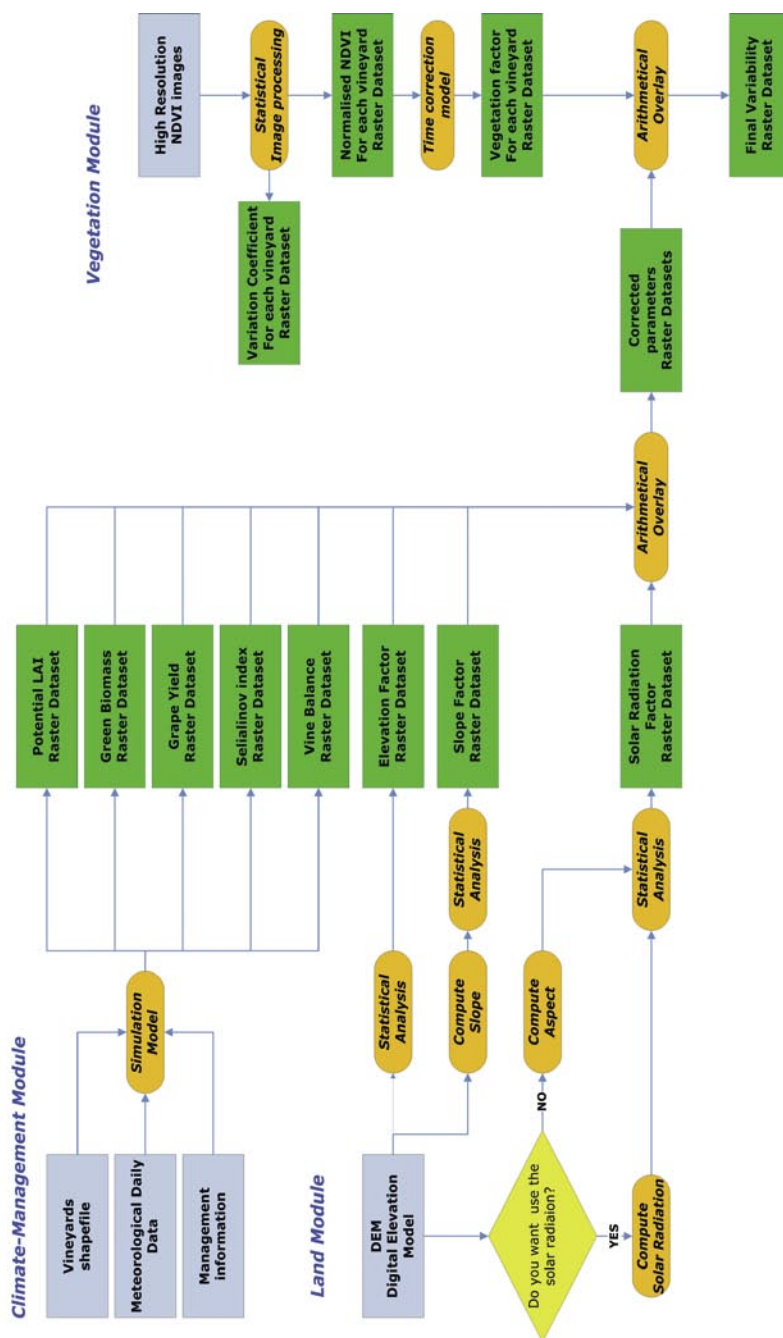 Climate-Management Module
Vineyards
shapefile
Meteorological Daily
Data
Management
information
Simulation
Model
Potential LAI
Raster Dataset
Green Biomass
Raster Dataset
Grape Yield
Raster Dataset
Selialinov index
Raster Dataset
Vine Balance
Raster Dataset
Land Module
DEM
Digital Elevation
Model
Statistical
Analysis
Elevation Factor
Raster Dataset
Compute
Slope
Statistical
Analysis
Slope Factor
Raster Dataset
Do you want  use the
solar radiaion?
NO
Compute
Aspect
YES
Compute
Solar Radiation
Statistical
Analysis
Solar Radiation
Factor
Raster Dataset
Arithmetical
Overlay
Corrected
parameters
Raster Datasets
Vegetation Module
High Resolution
NDVI images
Statistical
Image processing
Variation Coefficient
For each vineyard
Raster Dataset
Normalised NDVI
For each vineyard
Raster Dataset
Time correction
model
Vegetation factor
For each vineyard
Raster Dataset
Arithmetical
Overlay
Final Variability
Raster Dataset